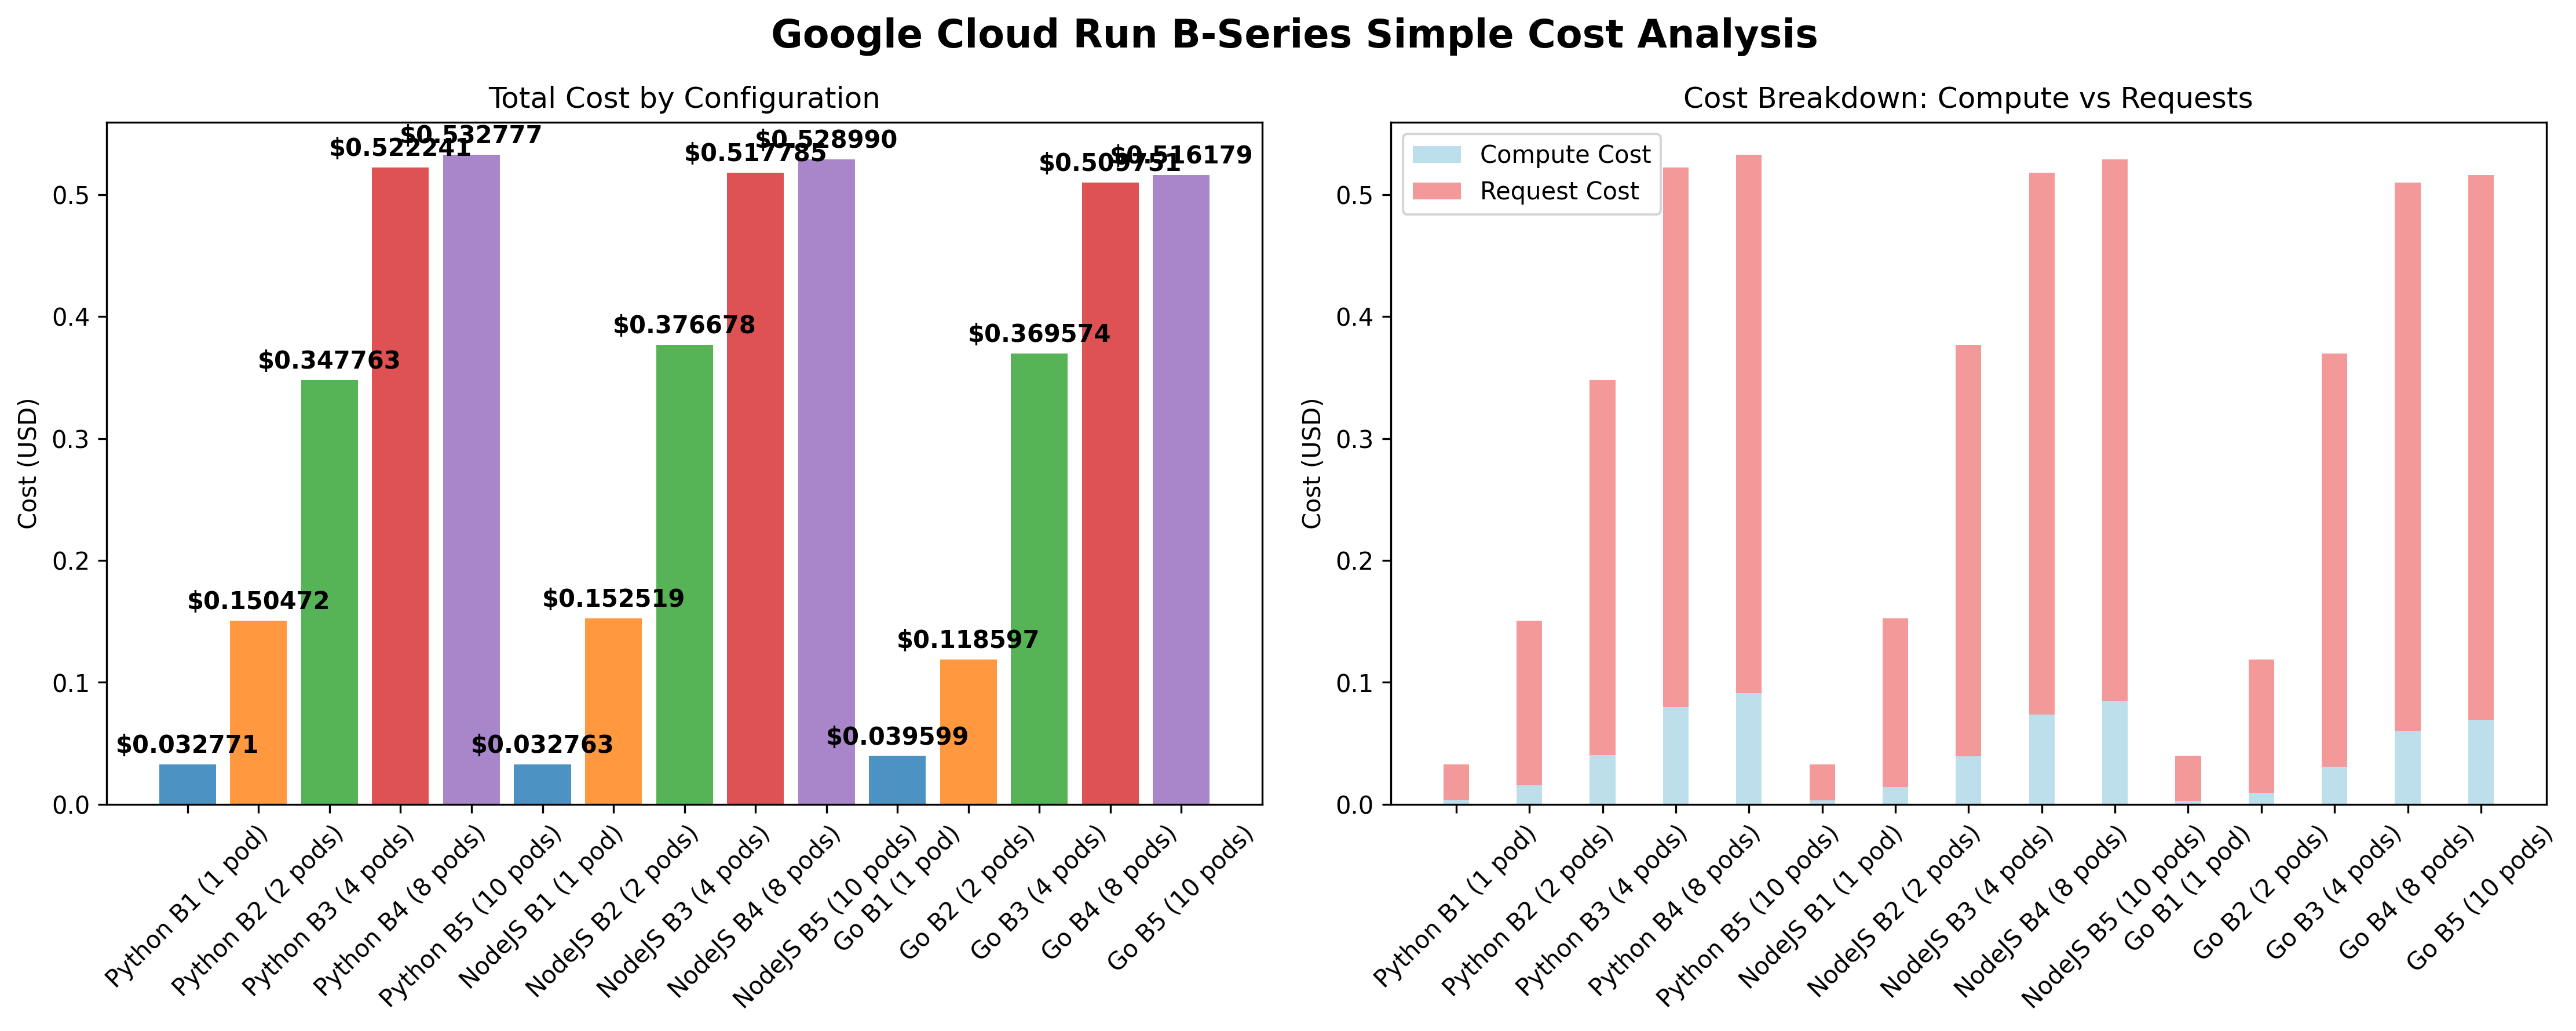 Google Cloud Run B-Series Simple Cost Analysis
Total Cost by Configuration
Cost (USD)
0.5
0.4
0.3
0.2
0.1
0.0
$0.032771
$0.150472
$0.347763
$0.522241
$0.532777
$0.032763
$0.152519
$0.376678
$0.517785
$0.528990
$0.039599
$0.118597
$0.369574
$0.509751
$0.516179
Python B1 (1 pod)
Python B2 (2 pods)
Python B3 (4 pods)
Python B4 (8 pods)
Python B5 (10 pods)
NodeJS B1 (1 pod)
NodeJS B2 (2 pods)
NodeJS B3 (4 pods)
NodeJS B4 (8 pods)
NodeJS B5 (10 pods)
Go B1 (1 pod)
Go B2 (2 pods)
Go B3 (4 pods)
Go B4 (8 pods)
Go B5 (10 pods)
Cost Breakdown: Compute vs Requests
Compute Cost
Request Cost
Cost (USD)
0.5
0.4
0.3
0.2
0.1
0.0
Python B1 (1 pod)
Python B2 (2 pods)
Python B3 (4 pods)
Python B4 (8 pods)
Python B5 (10 pods)
NodeJS B1 (1 pod)
NodeJS B2 (2 pods)
NodeJS B3 (4 pods)
NodeJS B4 (8 pods)
NodeJS B5 (10 pods)
Go B1 (1 pod)
Go B2 (2 pods)
Go B3 (4 pods)
Go B4 (8 pods)
Go B5 (10 pods)